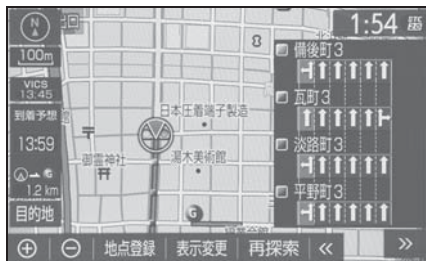 N
出口
100m
VICS
13:45
到着予想
13:59
G
1.2 km
目的地
8
日本圧着端子製造
御霊神社
湯木美術館
G
1:54
備後町3
瓦町3
淡路町3
平野町3
地点登録
表示変更
再探索